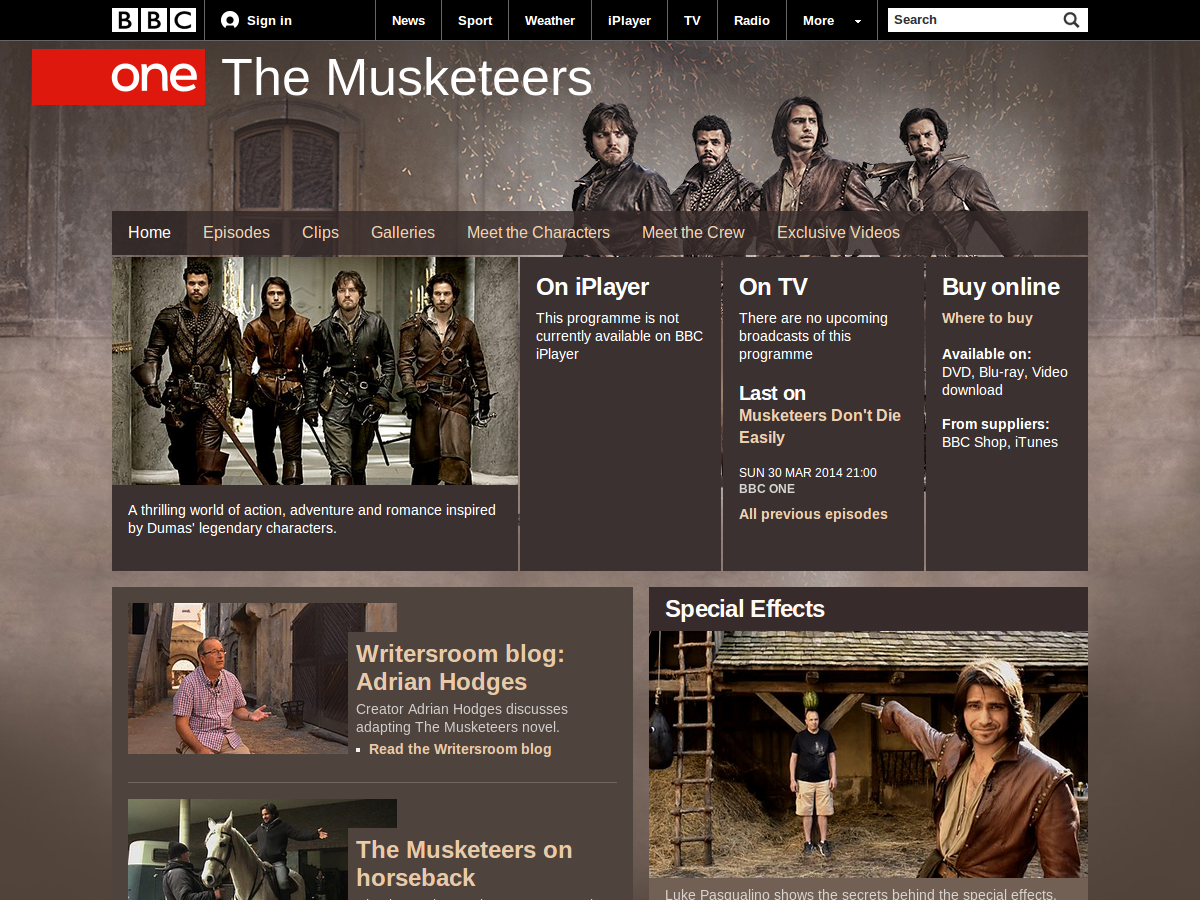 BBC
Sign in
News
Sport
Weather
iPlayer
TV
Radio
More
Search
one
The Musketeers
Home
Episodes
Clips
Galleries
Meet the Characters
Meet the Crew
Exclusive Videos
A thrilling world of action, adventure and romance inspired
by Dumas' legendary characters.
On iPlayer
This programme is not
currently available on BBC
iPlayer
On TV
There are no upcoming
broadcasts of this
programme
Last on
Musketeers Don't Die
Easily
SUN 30 MAR 2014 21:00
BBC ONE
All previous episodes
Buy online
Where to buy
Available on:
DVD, Blu-ray, Video
download
From suppliers:
BBC Shop, iTunes
Writersroom blog:
Adrian Hodges
Creator Adrian Hodges discusses
adapting The Musketeers novel.
Read the Writersroom blog
The Musketeers on
horseback
Special Effects
Luke Pasqualino shows the secrets behind the special effects.